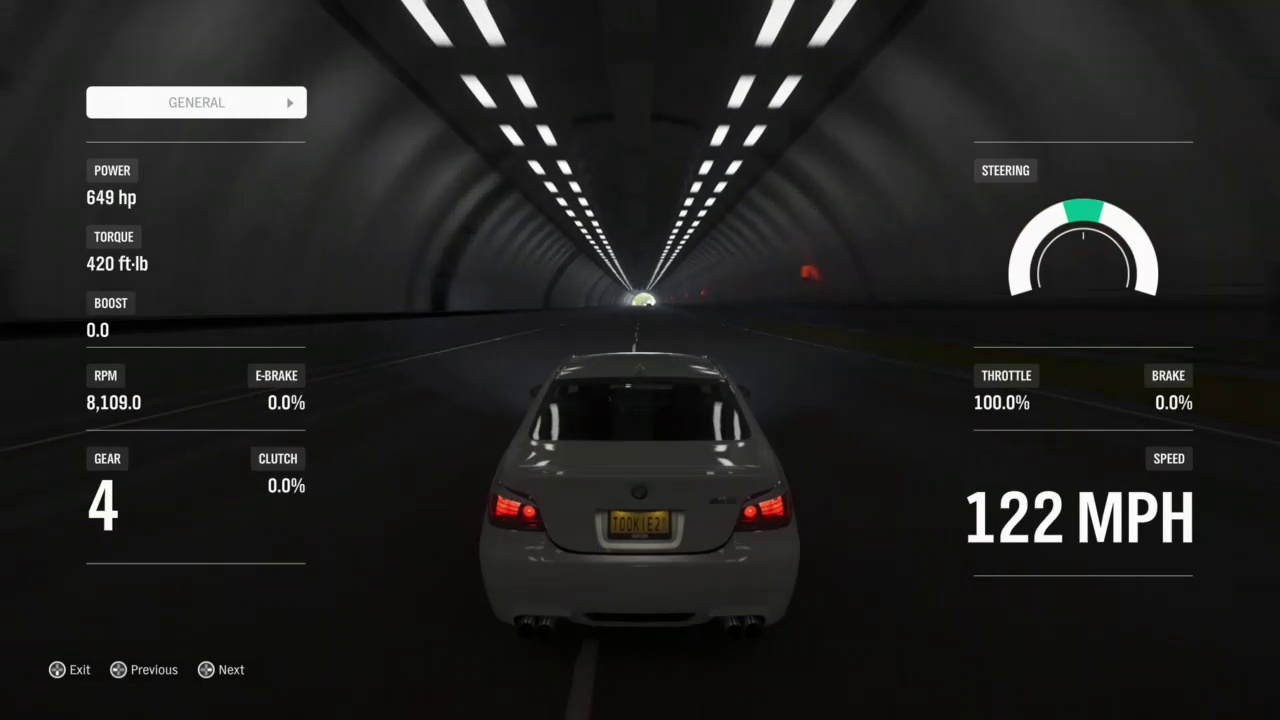 GENERAL
POWER
649 hp
TORQUE
420 ft·lb
BOOST
0.0
RPM
E-BRAKE
8,109.0
0.0%
GEAR
CLUTCH
4
0.0%
STEERING
THROTTLE
BRAKE
100.0%
0.0%
SPEED
122 MPH
Exit
Previous
Next